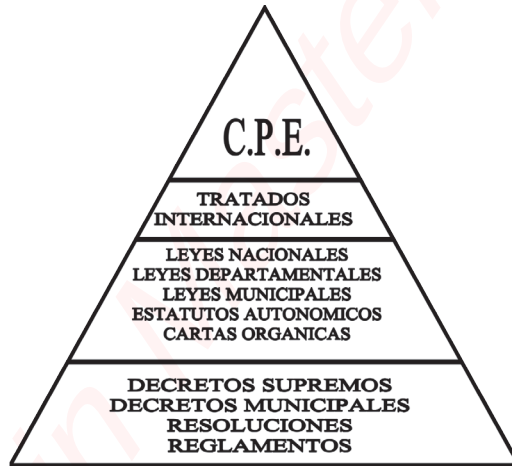 C.P.E.
TRATADOS
INTERNACIONALES
LEYES NACIONALES
LEYES DEPARTAMENTALES
LEYES MUNICIPALES
ESTATUTOS AUTONOMICOS
CARTAS ORGANICAS
DECRETOS SUPREMOS
DECRETOS MUNICIPALES
RESOLUCIONES
REGLAMENTOS